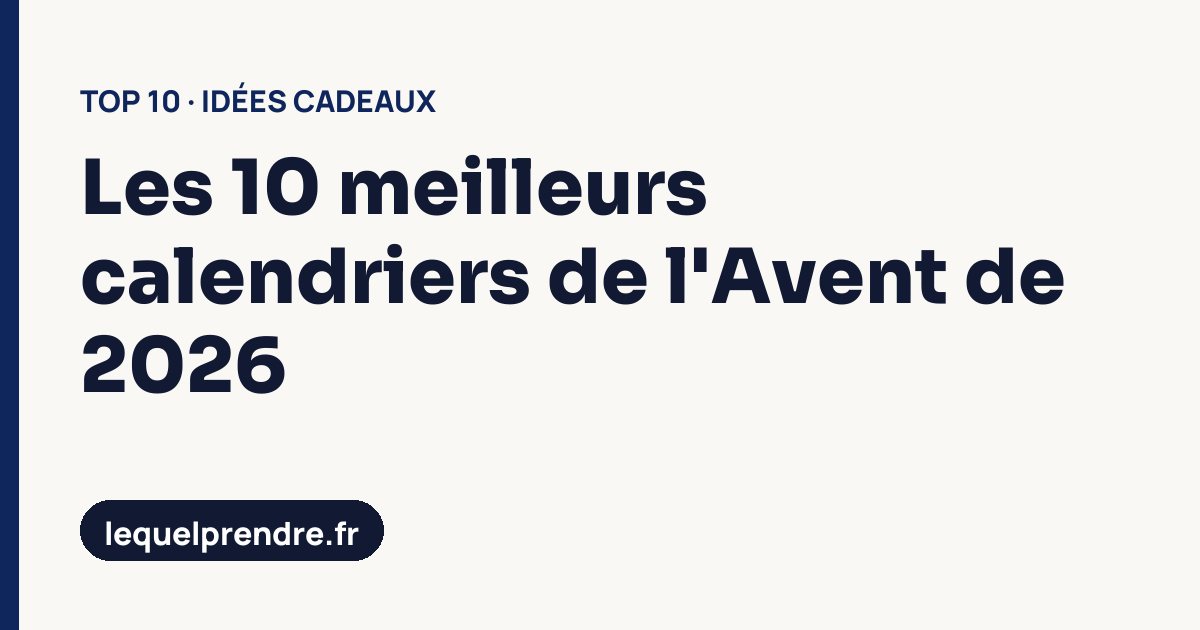 TOP 10 · IDÉES CADEAUX
Les 10 meilleurs
calendriers de l'Avent de
2026
lequelprendre.fr